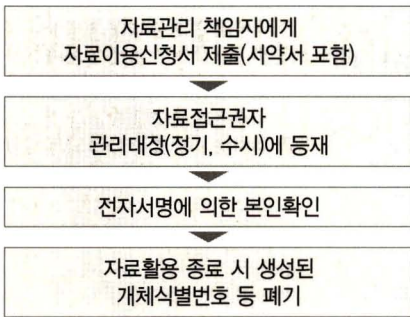 자료관리 책임자에게
자료이용신청서 제출(서약서 포함)
자료접근권자
관리대장(정기, 수시)에 등재
전자서명에 의한 본인확인
자료활용 종료 시 생성된
개체식별번호 등 폐기